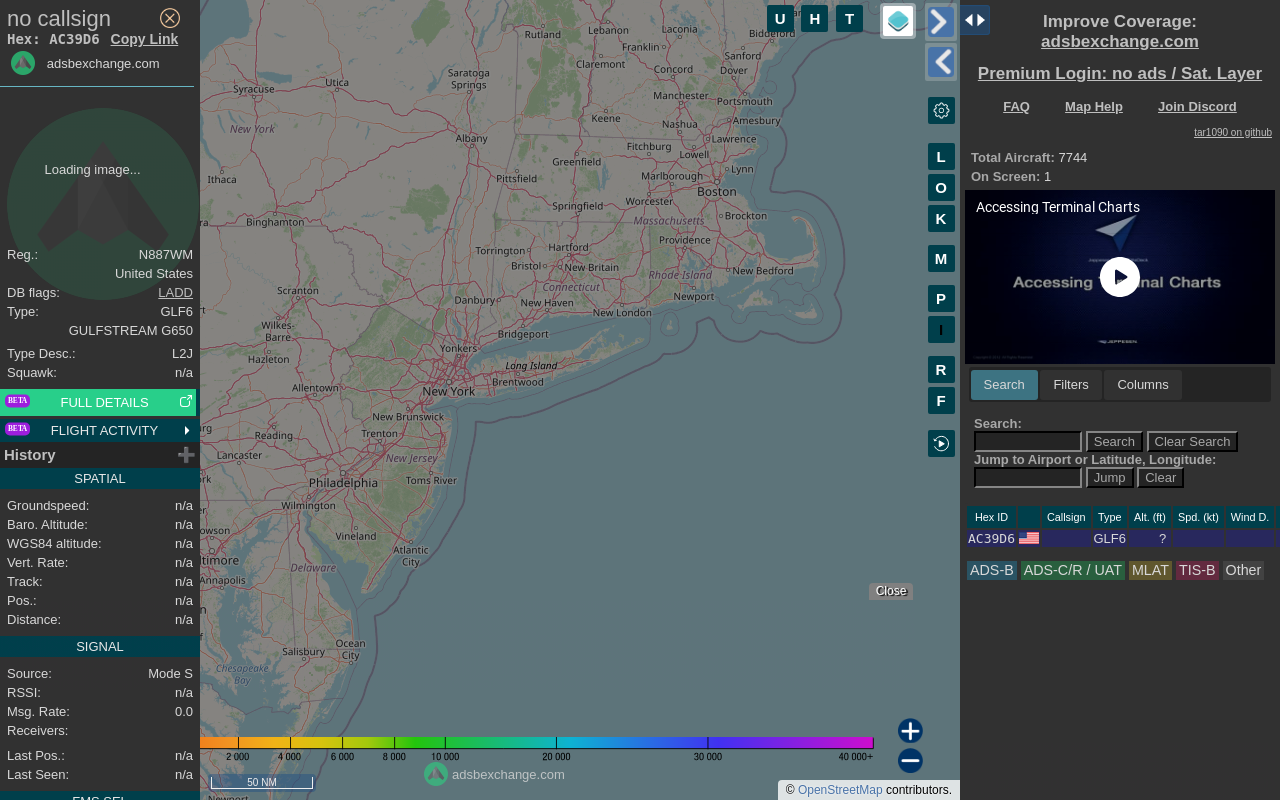 no callsign
Hex: AC39D6 Copy Link
adsbexchange.com
Loading image...
Reg.: N887WM
United States
DB flags: LADD
Type: GLF6
GULFSTREAM G650
Type Desc.: L2J
Squawk: n/a
BETA FULL DETAILS
BETA FLIGHT ACTIVITY
History
SPATIAL
Groundspeed: n/a
Baro. Altitude: n/a
WGS84 altitude: n/a
Vert. Rate: n/a
Track: n/a
Pos.: n/a
Distance: n/a
SIGNAL
Source: Mode S
RSSI: n/a
Msg. Rate: 0.0
Receivers:
Last Pos.: n/a
Last Seen: n/a
FMS SEL
U H T
L
O
K
M
P
I
R
F
Rutland
Lebanon
Laconia
Biddeford
Franklin
Sanford
Claremont
Concord
Dover
Utica
Saratoga
Springs
Syracuse
Manchester
Portsmouth
Keene
Nashua
Amesbury
New York
Albany
Fitchburg
Lawrence
Greenfield
Lowell
Ithaca
Pittsfield
Marlborough
Lynn
Boston
Springfield
Worcester
Binghamton
Massachusetts
Brockton
Providence
Torrington
Hartford
Bristol
New Britain
New Bedford
Rhode Island
Scranton
Connecticut
Danbury
New Haven
Newport
New London
Wilkes-
Barre
Bridgeport
Hazleton
Yonkers
Long Island
Allentown
Brentwood
New York
New Brunswick
Reading
Trenton
Lancaster
New Jersey
Philadelphia
Toms River
Wilmington
Vineland
Atlantic
City
Annapolis
Delaware
Salisbury
Ocean
City
Chesapeake
Bay
Newport
Close
2 000 4 000 6 000 8 000 10 000 20 000 30 000 40 000+
50 NM
adsbexchange.com
© OpenStreetMap contributors.
Improve Coverage:
adsbexchange.com
Premium Login: no ads / Sat. Layer
FAQ Map Help Join Discord
tar1090 on github
Total Aircraft: 7744
On Screen: 1
Accessing Terminal Charts
Accessing Terminal Charts
JEPPESEN
Search Filters Columns
Search:
Search Clear Search
Jump to Airport or Latitude, Longitude:
Jump Clear
Hex ID Callsign Type Alt. (ft) Spd. (kt) Wind D.
AC39D6 GLF6 ?
ADS-B ADS-C/R / UAT MLAT TIS-B Other